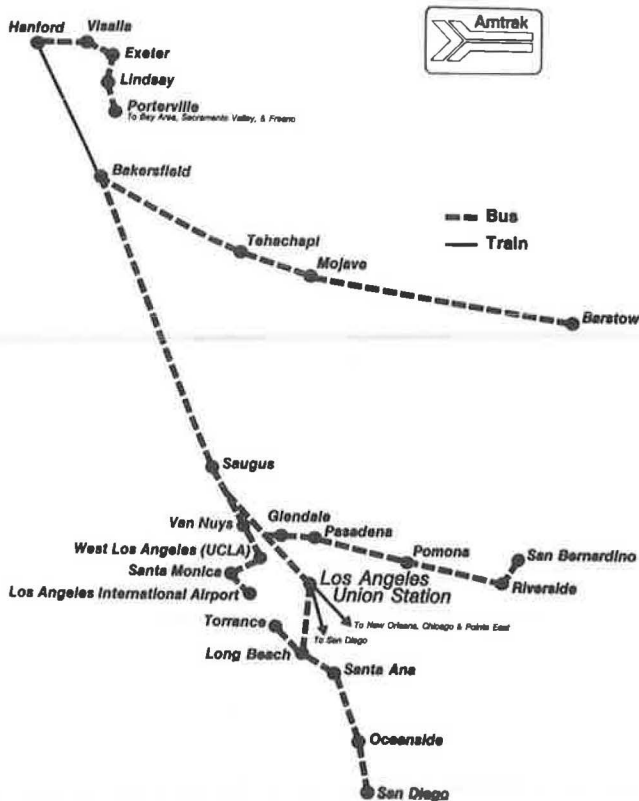 Hanford
Visalia
Amtrak
Exeter
Lindsay
Porterville
To Bay Area, Sacramento Valley, & Fresno
Bakersfield
Bus
Train
Tehachapi
Mojave
Barstow
Saugus
Van Nuys
Glendale
Pasadena
West Los Angeles (UCLA)
Pomona
San Bernardino
Santa Monica
Los Angeles
Union Station
Riverside
Los Angeles International Airport
To New Orleans, Chicago & Points East
Torrance
To San Diego
Long Beach
Santa Ana
Oceanside
San Diego